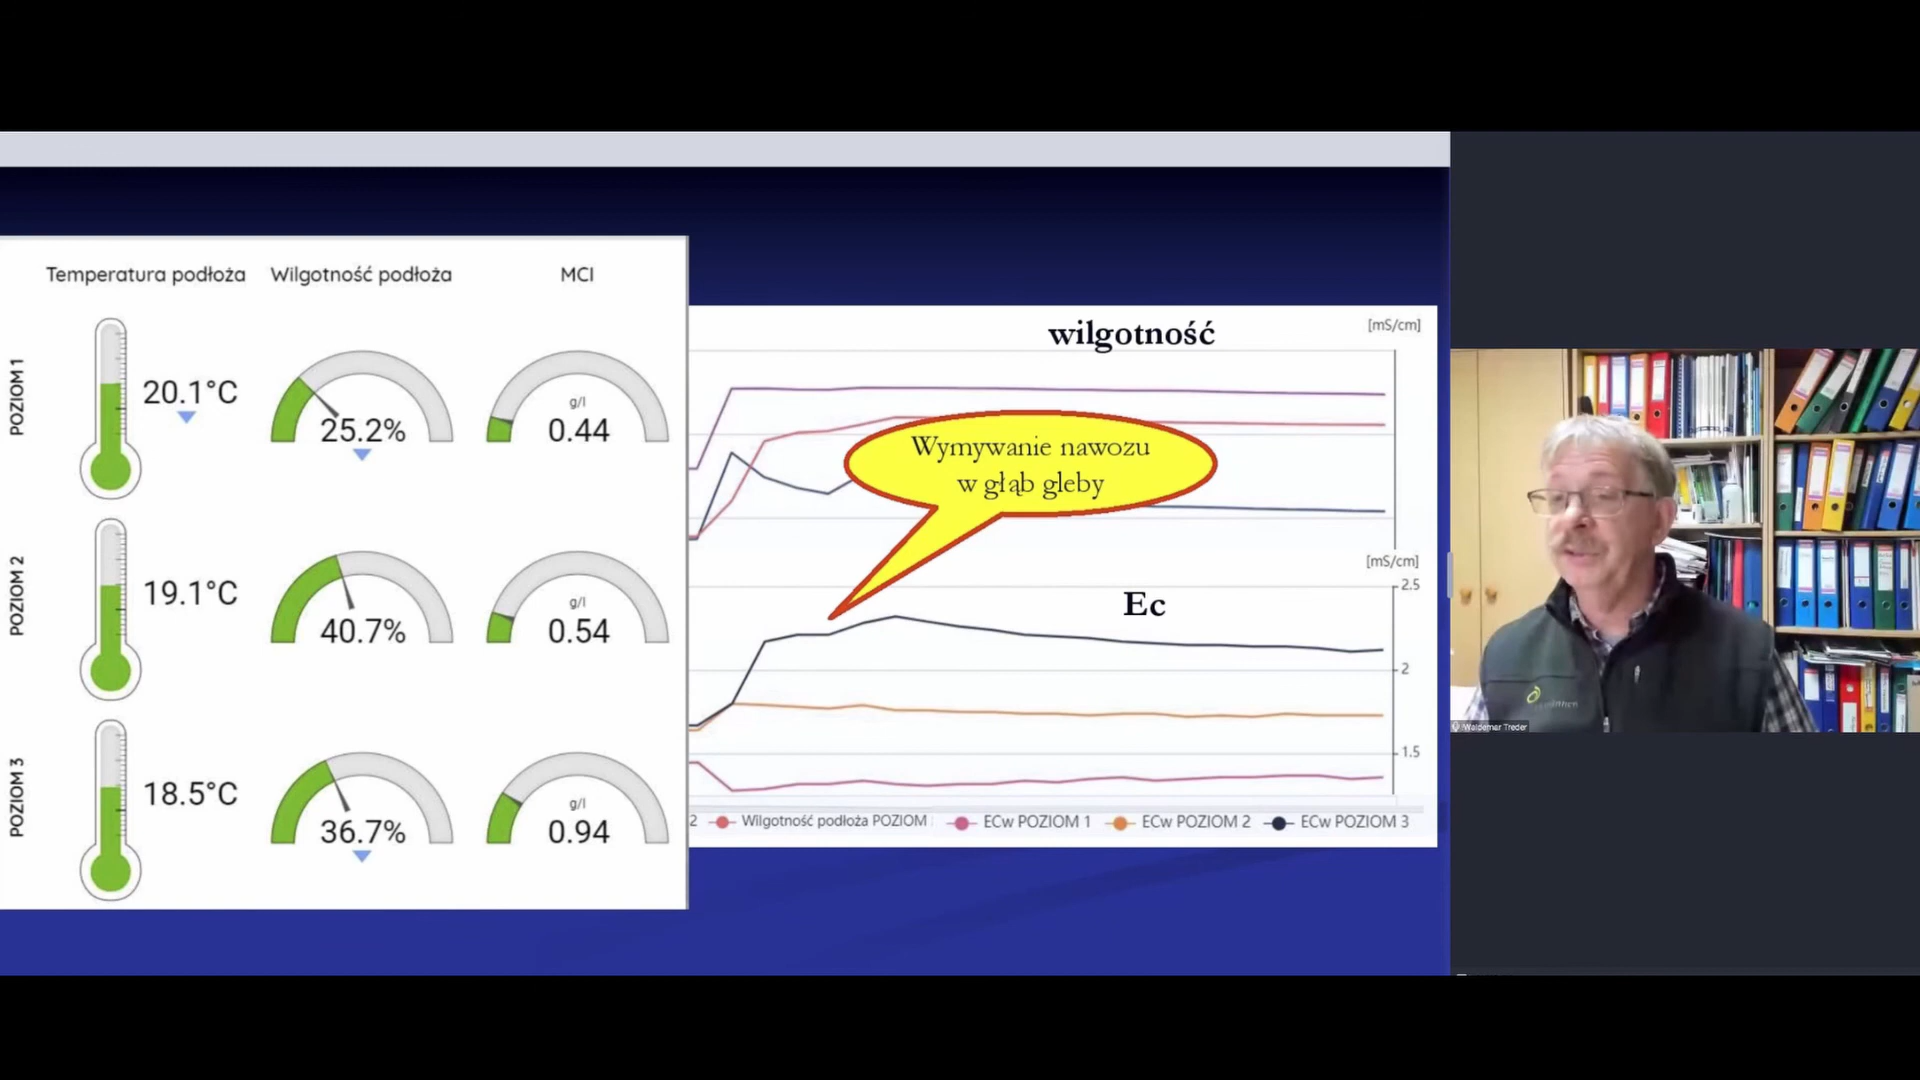 Temperatura podłoża Wilgotność podłoża MCI
POZIOM 1
20.1°C
25.2%
g/l
0.44
POZIOM 2
19.1°C
40.7%
g/l
0.54
POZIOM 3
18.5°C
36.7%
g/l
0.94
wilgotność
[mS/cm]
Wymywanie nawozu
w głąb gleby
[mS/cm]
2.5
Ec
2
1.5
2 Wilgotność podłoża POZIOM ECw POZIOM 1 ECw POZIOM 2 ECw POZIOM 3
Waldemar Treder